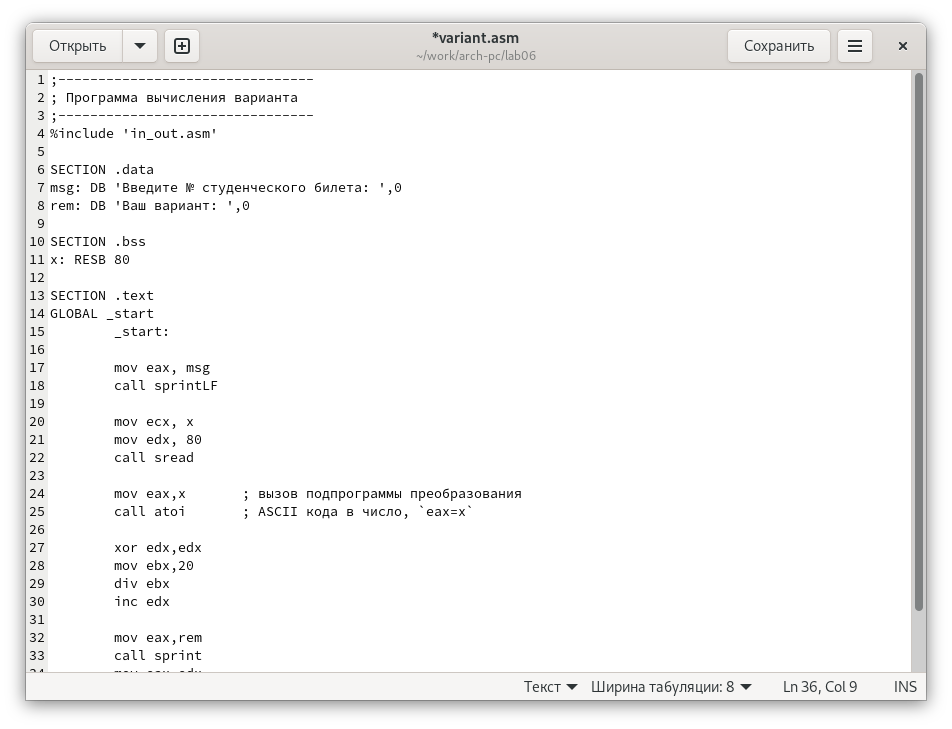 Открыть
*variant.asm
~/work/arch-pc/lab06
Сохранить
1 ;--------------------------------
2 ; Программа вычисления варианта
3 ;--------------------------------
4 %include 'in_out.asm'
5
6 SECTION .data
7 msg: DB 'Введите № студенческого билета: ',0
8 rem: DB 'Ваш вариант: ',0
9
10 SECTION .bss
11 x: RESB 80
12
13 SECTION .text
14 GLOBAL _start
15         _start:
16
17         mov eax, msg
18         call sprintLF
19
20         mov ecx, x
21         mov edx, 80
22         call sread
23
24         mov eax,x       ; вызов подпрограммы преобразования
25         call atoi       ; ASCII кода в число, `eax=x`
26
27         xor edx,edx
28         mov ebx,20
29         div ebx
30         inc edx
31
32         mov eax,rem
33         call sprint
Текст Ширина табуляции: 8 Ln 36, Col 9 INS